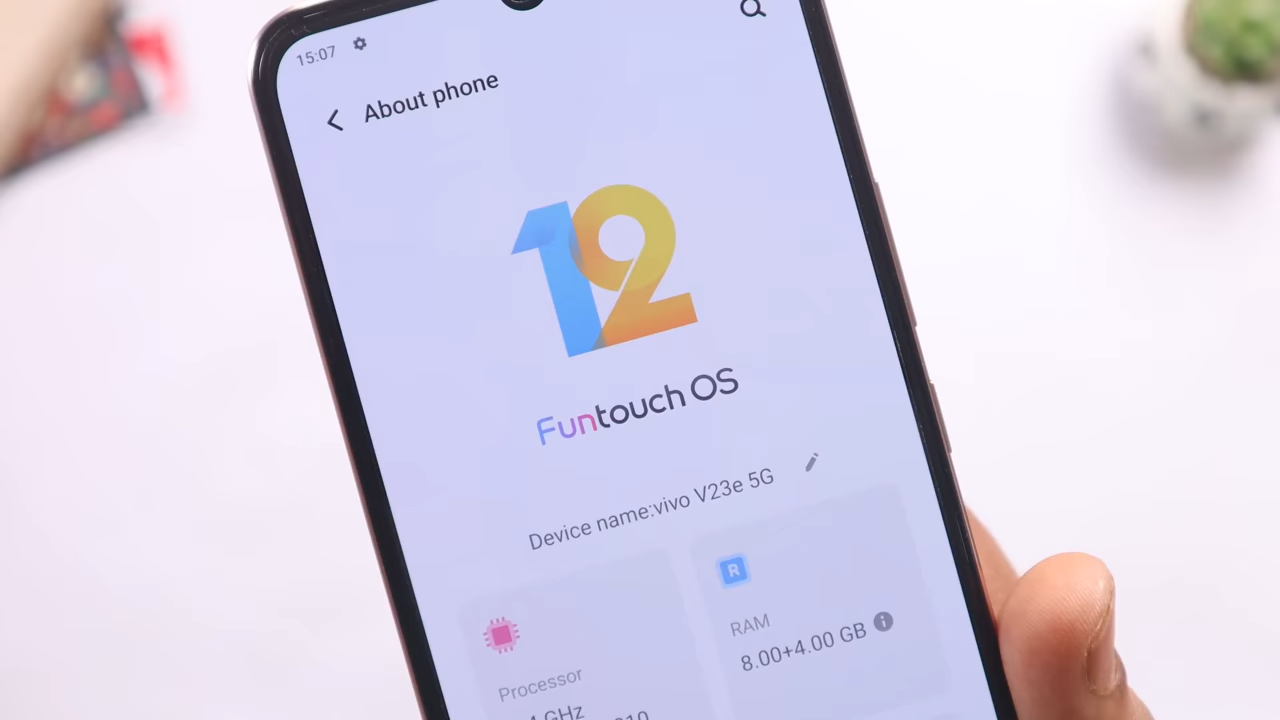 15:07
About phone
12
Funtouch OS
Device name:vivo V23e 5G
R
RAM
8.00+4.00 GB
Processor
GHz